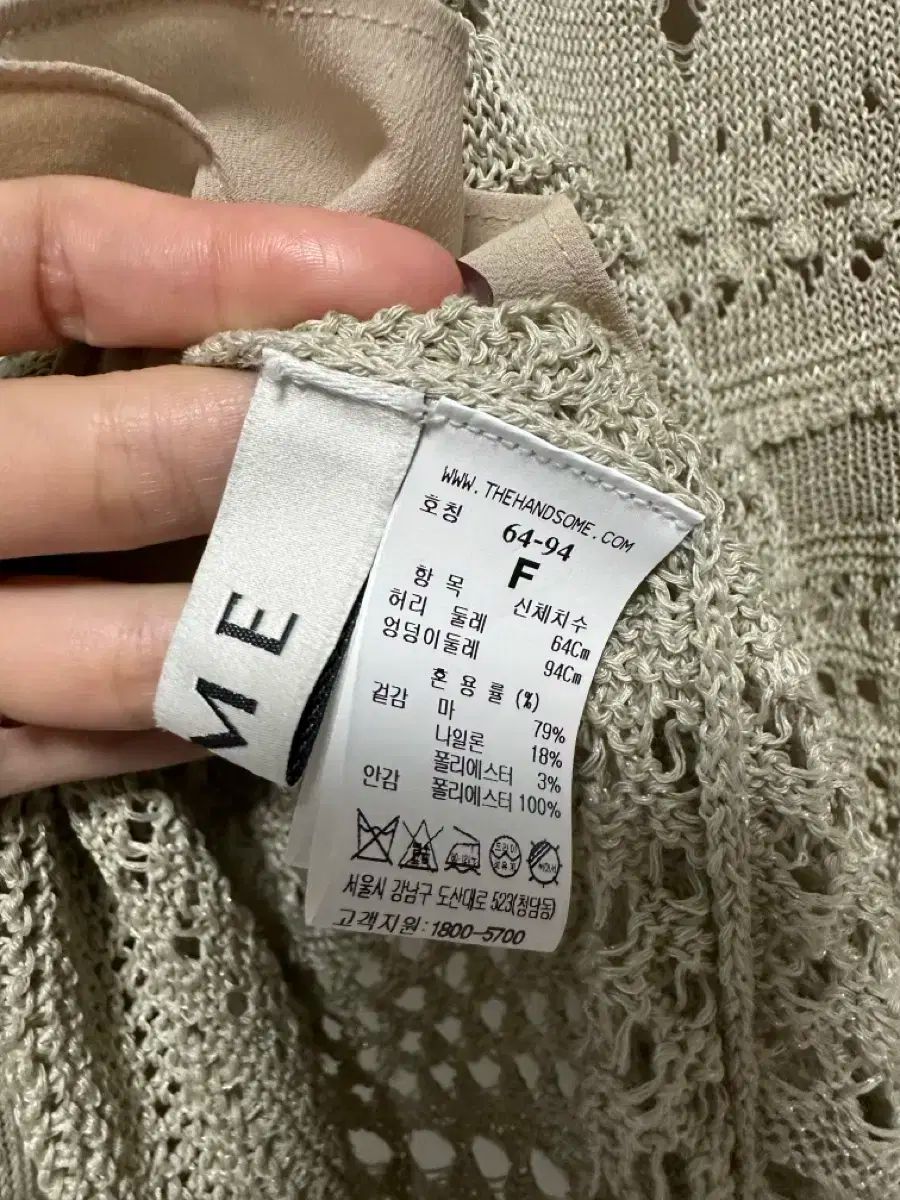 ME
WWW.THEHANDSOME.COM
호칭 64-94
F
항 목 신체치수
허리 둘레 64Cm
엉덩이둘레 94Cm
혼 용 률 (%)
겉감 마 79%
나일론 18%
폴리에스터 3%
안감 폴리에스터 100%
드라이
서울시 강남구 도산대로 523(청담동)
고객지원:1800-5700